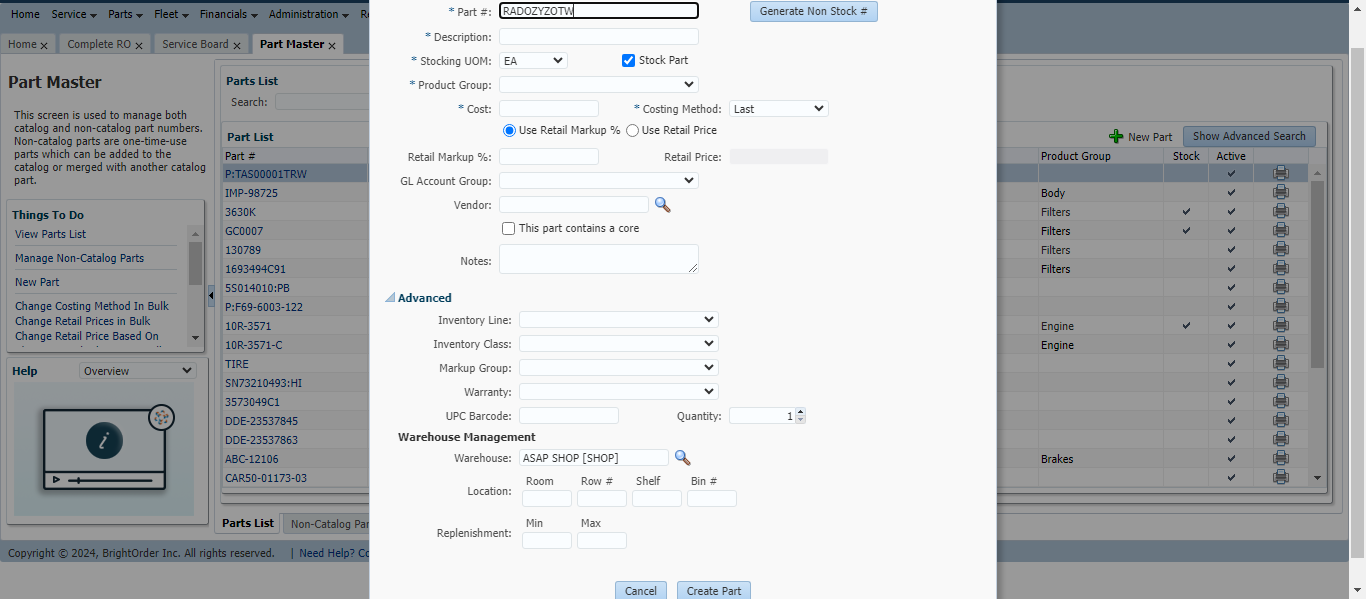 Home Service Parts Fleet Financials Administration Re
Home × Complete RO × Service Board × Part Master ×
Part Master
This screen is used to manage both
catalog and non-catalog part numbers.
Non-catalog parts are one-time-use
parts which can be added to the
catalog or merged with another catalog
part.
Things To Do
View Parts List
Manage Non-Catalog Parts
New Part
Change Costing Method In Bulk
Change Retail Prices in Bulk
Change Retail Price Based On
Help Overview
i
Parts List
Search:
Part List
Part #
P:TAS00001TRW
IMP-98725
3630K
GC0007
130789
1693494C91
5S014010:PB
P:F69-6003-122
10R-3571
10R-3571-C
TIRE
SN73210493:HI
3573049C1
DDE-23537845
DDE-23537863
ABC-12106
CAR50-01173-03
Parts List Non-Catalog Par
* Part #: RADOZYZOTW Generate Non Stock #
* Description:
* Stocking UOM: EA Stock Part
* Product Group:
* Cost: * Costing Method: Last
Use Retail Markup % Use Retail Price
Retail Markup %: Retail Price:
GL Account Group:
Vendor:
This part contains a core
Notes:
Advanced
Inventory Line:
Inventory Class:
Markup Group:
Warranty:
UPC Barcode: Quantity: 1
Warehouse Management
Warehouse: ASAP SHOP [SHOP]
Room Row # Shelf Bin #
Location:
Min Max
Replenishment:
Cancel Create Part
New Part Show Advanced Search
Product Group Stock Active
Body
Filters
Filters
Filters
Filters
Engine
Engine
Brakes
Copyright © 2024, BrightOrder Inc. All rights reserved. | Need Help? Co